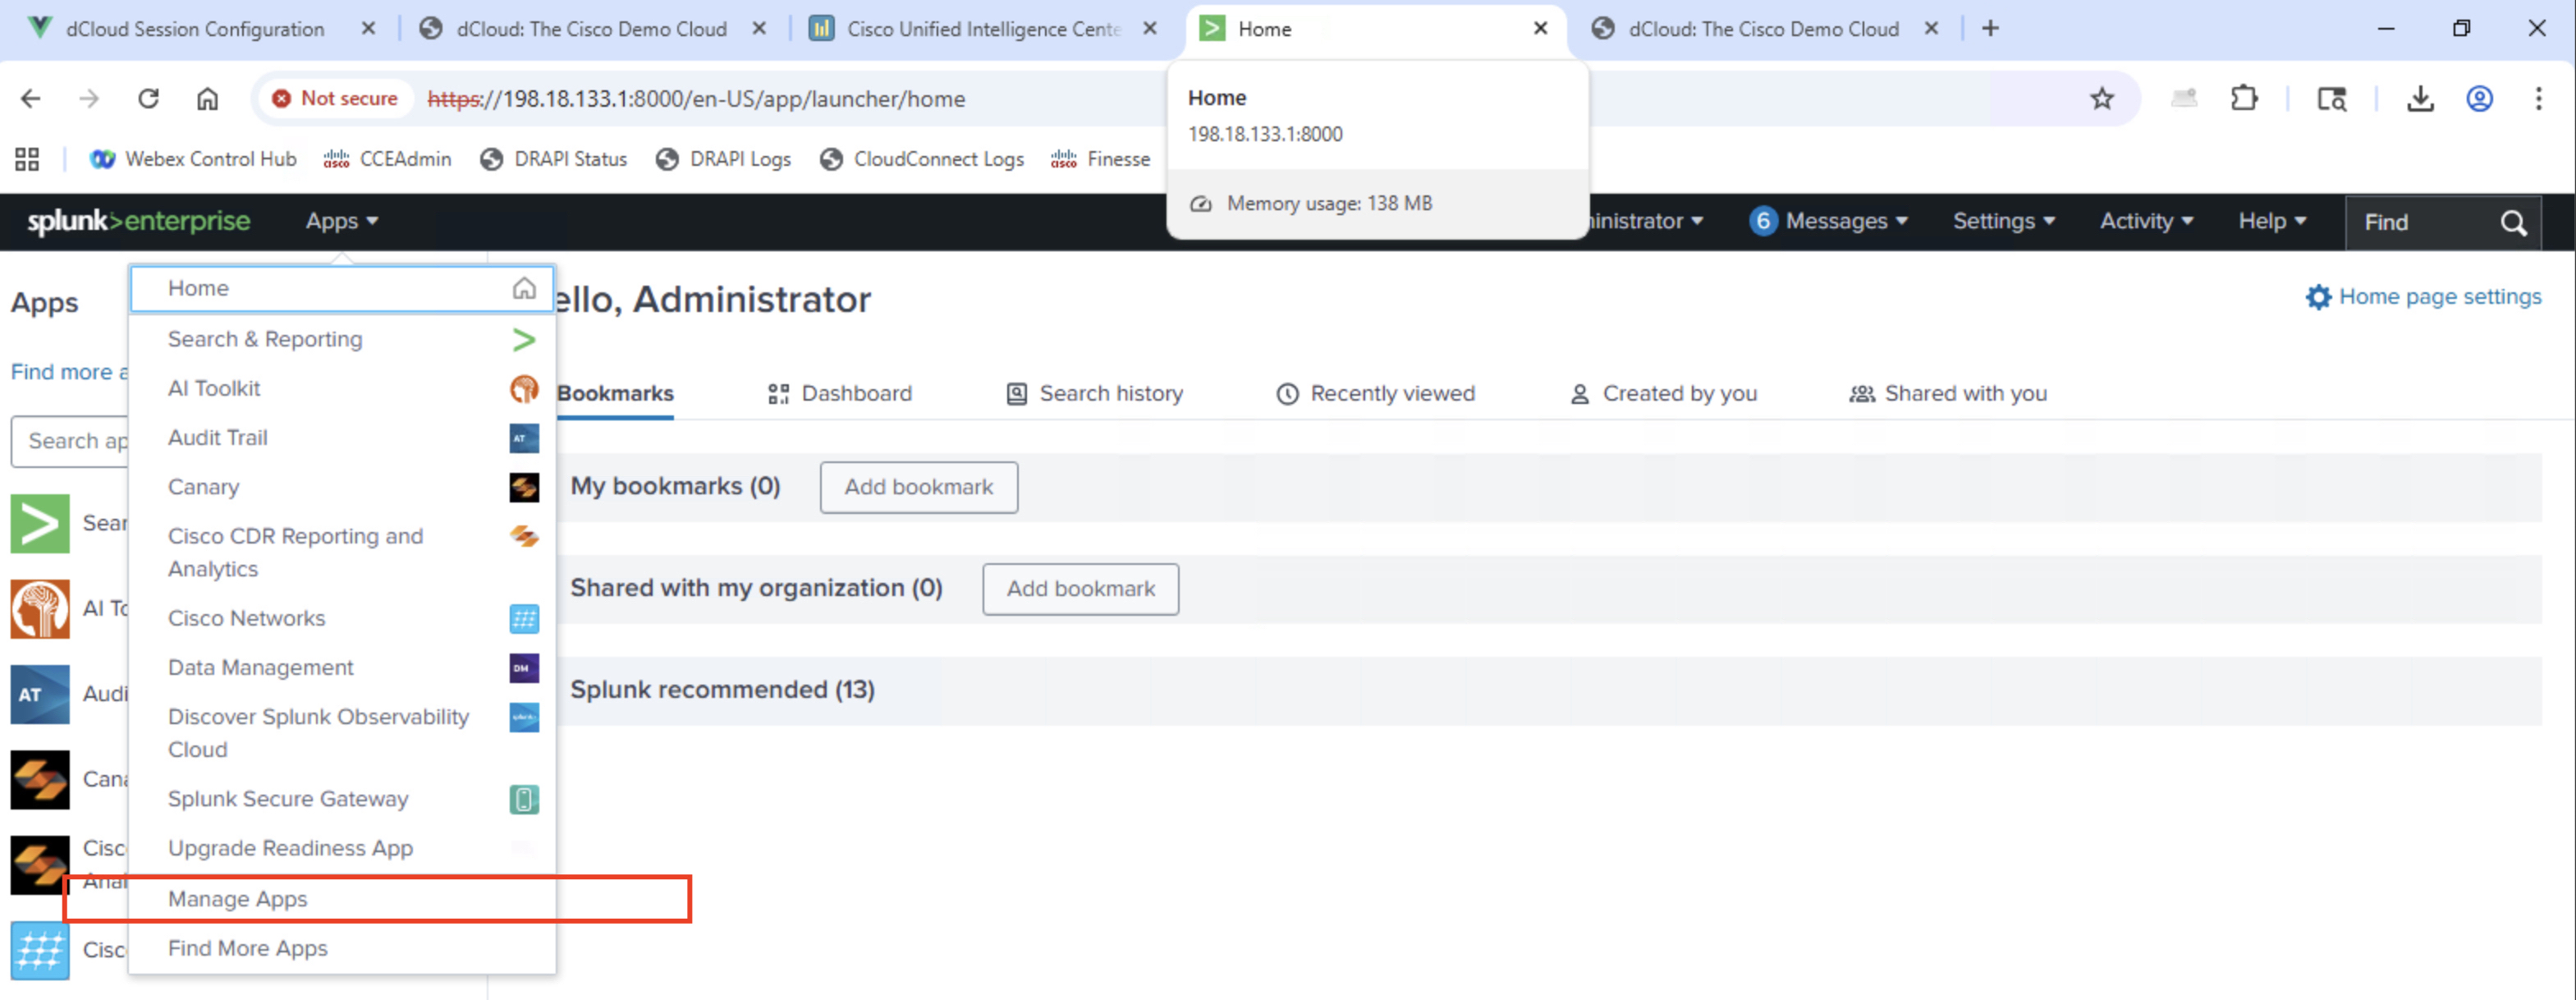 dCloud Session Configuration
dCloud: The Cisco Demo Cloud
Cisco Unified Intelligence Cente
Home
dCloud: The Cisco Demo Cloud
Not secure
https://198.18.133.1:8000/en-US/app/launcher/home
Home
198.18.133.1:8000
Memory usage: 138 MB
Webex Control Hub
CCEAdmin
DRAPI Status
DRAPI Logs
CloudConnect Logs
Finesse
splunk>enterprise
Apps
inistrator
6 Messages
Settings
Activity
Help
Find
Apps
Find more a
Search ap
Sear
AI To
AT
Audi
Cana
Cisc
Anal
Cisc
Home
Search & Reporting
AI Toolkit
Audit Trail
AT
Canary
Cisco CDR Reporting and
Analytics
Cisco Networks
Data Management
DM
Discover Splunk Observability
Cloud
Splunk Secure Gateway
Upgrade Readiness App
Manage Apps
Find More Apps
ello, Administrator
Home page settings
Bookmarks
Dashboard
Search history
Recently viewed
Created by you
Shared with you
My bookmarks (0)
Add bookmark
Shared with my organization (0)
Add bookmark
Splunk recommended (13)